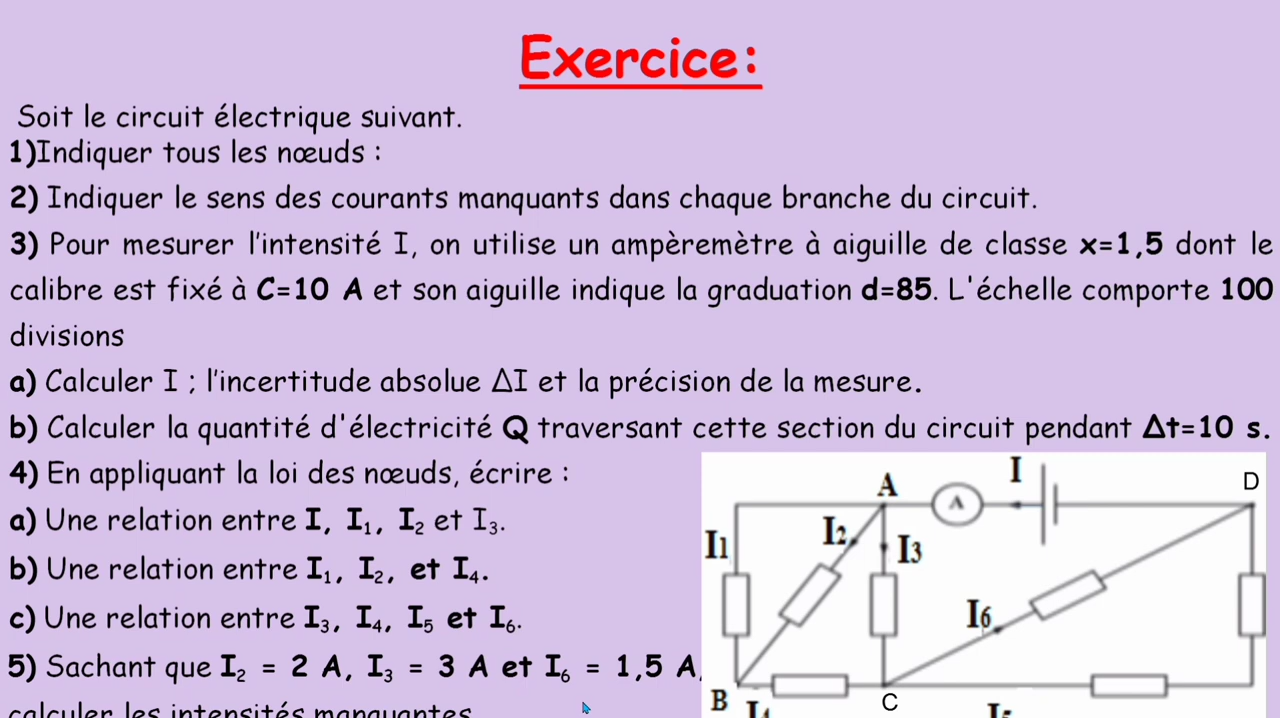 Exercice:
Soit le circuit électrique suivant.
1)Indiquer tous les nœuds :
2) Indiquer le sens des courants manquants dans chaque branche du circuit.
3) Pour mesurer l'intensité I, on utilise un ampèremètre à aiguille de classe x=1,5 dont le
calibre est fixé à C=10 A et son aiguille indique la graduation d=85. L'échelle comporte 100
divisions
a) Calculer I ; l'incertitude absolue ΔI et la précision de la mesure.
b) Calculer la quantité d'électricité Q traversant cette section du circuit pendant Δt=10 s.
4) En appliquant la loi des nœuds, écrire :
a) Une relation entre I, I₁, I₂ et I₃.
b) Une relation entre I₁, I₂, et I₄.
c) Une relation entre I₃, I₄, I₅ et I₆.
5) Sachant que I₂ = 2 A, I₃ = 3 A et I₆ = 1,5 A,
calculer les intensités manquantes
A
I
D
A
I1
I2
I3
I6
B
I4
C
I5